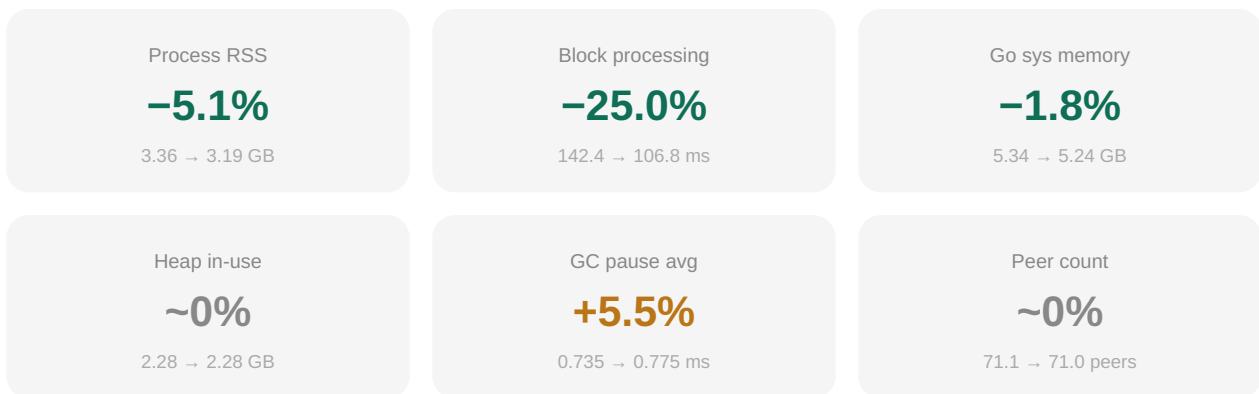 Process RSS
−5.1%
3.36 → 3.19 GB
Block processing
−25.0%
142.4 → 106.8 ms
Go sys memory
−1.8%
5.34 → 5.24 GB
Heap in-use
~0%
2.28 → 2.28 GB
GC pause avg
+5.5%
0.735 → 0.775 ms
Peer count
~0%
71.1 → 71.0 peers